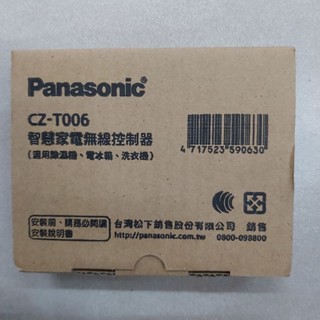 Panasonic
CZ-T006
智慧家電無線控制器
(適用除濕機、電冰箱、洗衣機)
4 717523 590630
安裝前、請務必閱讀
安裝說明書
台灣松下銷售股份有限公司 銷售
http://panasonic.com.tw 0800-098800